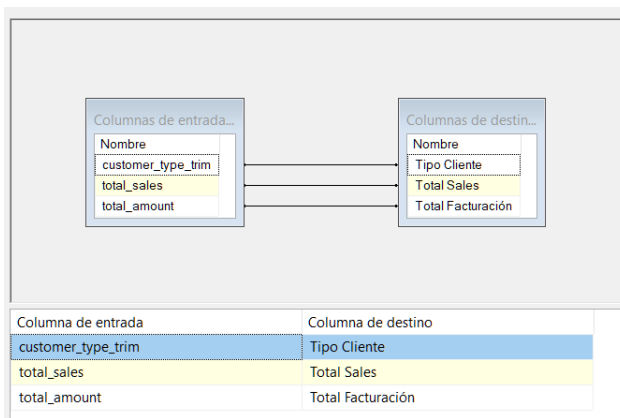 Columnas de entrada...
Nombre
customer_type_trim
total_sales
total_amount
Columnas de destin...
Nombre
Tipo Cliente
Total Sales
Total Facturación
Columna de entrada Columna de destino
customer_type_trim Tipo Cliente
total_sales Total Sales
total_amount Total Facturación